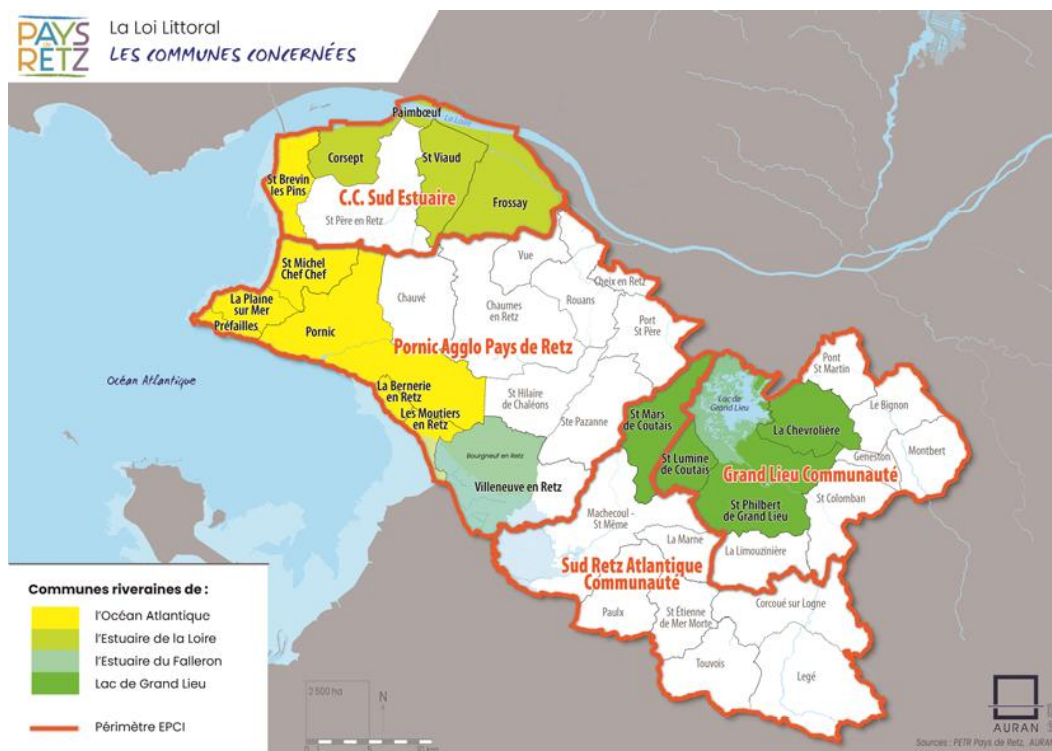 PAYS
de
RETZ
La Loi Littoral
LES COMMUNES CONCERNÉES
Paimbœuf
La Loire
Corsept
St Viaud
St Brevin
les Pins
C.C. Sud Estuaire
Frossay
St Père en Retz
St Michel
Chef Chef
Vue
Cheix en Retz
La Plaine
sur Mer
Chauvé
Chaumes
en Retz
Rouans
Préfailles
Pornic
Port
St Père
Pornic Agglo Pays de Retz
Pont
St Martin
Océan Atlantique
La Bernerie
en Retz
St Hilaire
de Chaléons
Lac de
Grand Lieu
Le Bignon
Les Moutiers
en Retz
Ste Pazanne
St Mars
de Coutais
La Chevrolière
Bourgneuf en Retz
St Lumine
de Coutais
Geneston
Montbert
Grand Lieu Communauté
Villeneuve en Retz
St Philbert
de Grand Lieu
St Colomban
Machecoul -
St Même
La Marne
La Limouzinière
Sud Retz Atlantique
Communauté
Paulx
St Étienne
de Mer Morte
Corcoué sur Logne
Touvois
Legé
Communes riveraines de :
l'Océan Atlantique
l'Estuaire de la Loire
l'Estuaire du Falleron
Lac de Grand Lieu
Périmètre EPCI
2 500 ha
N
0 1 5 10 km
AURAN
Sources : PETR Pays de Retz, AURAN